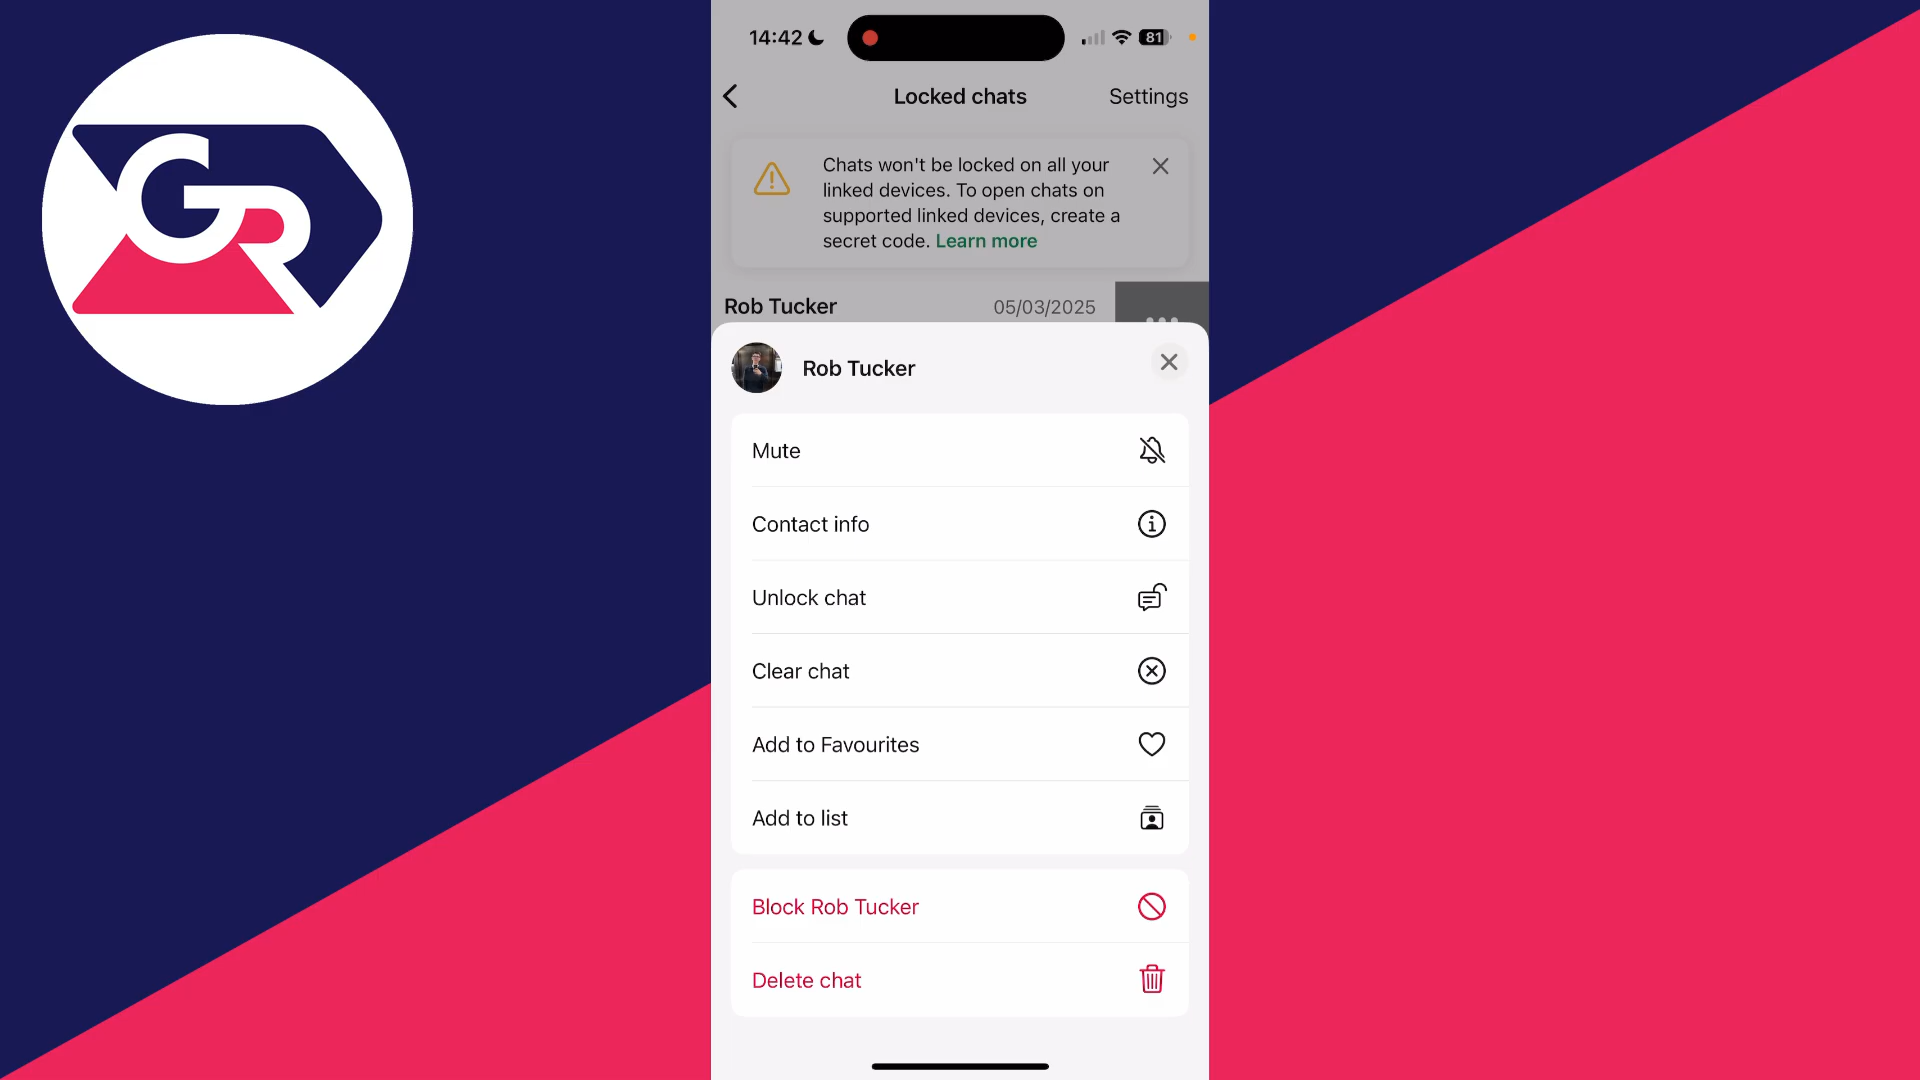 GR
14:42
81
Locked chats
Settings
Chats won't be locked on all your
linked devices. To open chats on
supported linked devices, create a
secret code. Learn more
Rob Tucker
05/03/2025
Rob Tucker
Mute
Contact info
Unlock chat
Clear chat
Add to Favourites
Add to list
Block Rob Tucker
Delete chat